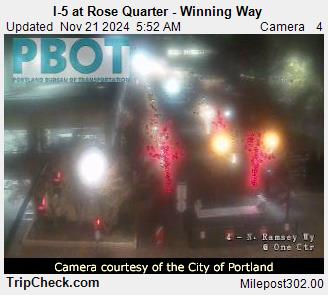 I-5 at Rose Quarter - Winning Way
Updated Nov 21 2024 5:52 AM Camera 4
PBOT
PORTLAND BUREAU OF TRANSPORTATION
4 - N. Ramsey Wy
@ One Ctr
Camera courtesy of the City of Portland
TripCheck.com Milepost302.00